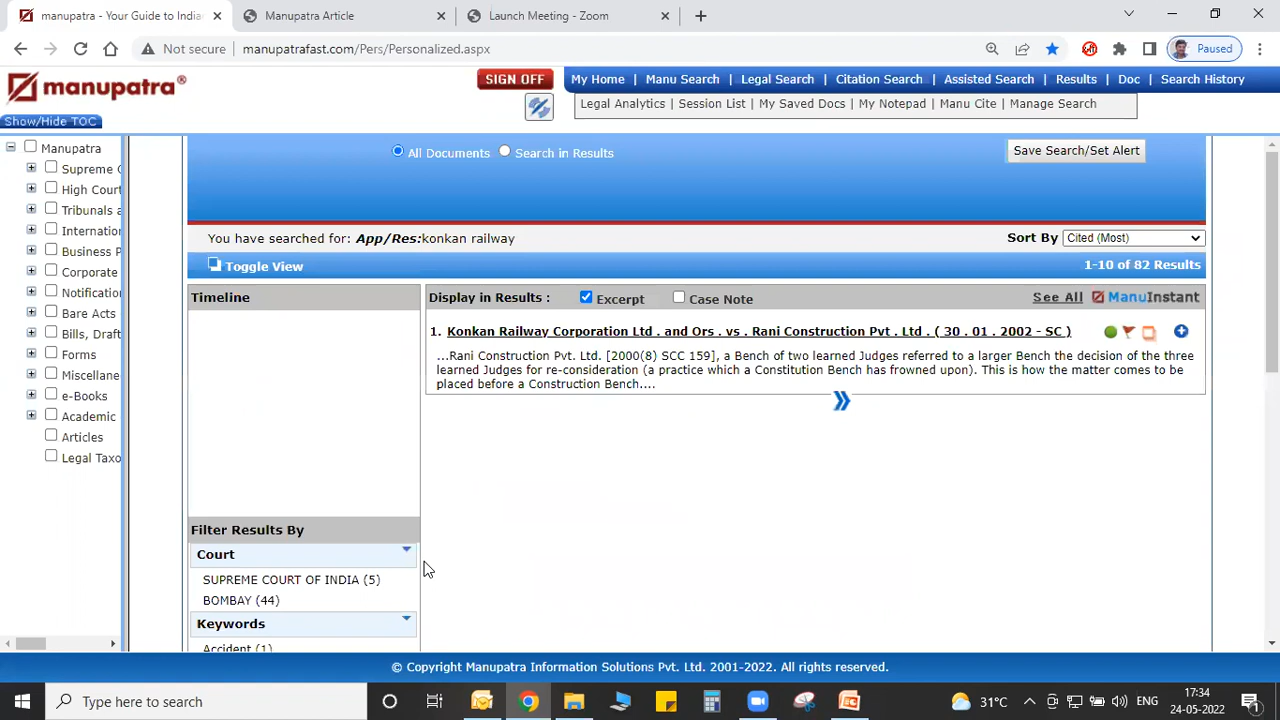 manupatra - Your Guide to India
Manupatra Article
Launch Meeting - Zoom
Not secure
manupatrafast.com/Pers/Personalized.aspx
Paused
manupatra®
SIGN OFF
My Home
Manu Search
Legal Search
Citation Search
Assisted Search
Results
Doc
Search History
Legal Analytics
Session List
My Saved Docs
My Notepad
Manu Cite
Manage Search
Show/Hide TOC
Manupatra
Supreme C
High Court
Tribunals a
Internatio
Business P
Corporate
Notification
Bare Acts
Bills, Draft
Forms
Miscellane
e-Books
Academic
Articles
Legal Taxo
All Documents
Search in Results
Save Search/Set Alert
You have searched for: App/Res:konkan railway
Sort By
Cited (Most)
Toggle View
1-10 of 82 Results
Timeline
Display in Results :
Excerpt
Case Note
See All
ManuInstant
1. Konkan Railway Corporation Ltd . and Ors . vs . Rani Construction Pvt . Ltd . ( 30 . 01 . 2002 - SC )
...Rani Construction Pvt. Ltd. [2000(8) SCC 159], a Bench of two learned Judges referred to a larger Bench the decision of the three
learned Judges for re-consideration (a practice which a Constitution Bench has frowned upon). This is how the matter comes to be
placed before a Construction Bench....
Filter Results By
Court
SUPREME COURT OF INDIA (5)
BOMBAY (44)
Keywords
Accident (1)
© Copyright Manupatra Information Solutions Pvt. Ltd. 2001-2022. All rights reserved.
Type here to search
31°C
ENG
17:34
24-05-2022
1